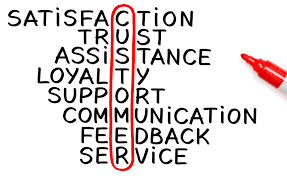 SATiSFACTiON
TRUST
ASSiSTANCE
LOYALTY
SUPPORT
COMMUNiCATiON
FEEDBACK
SERViCE